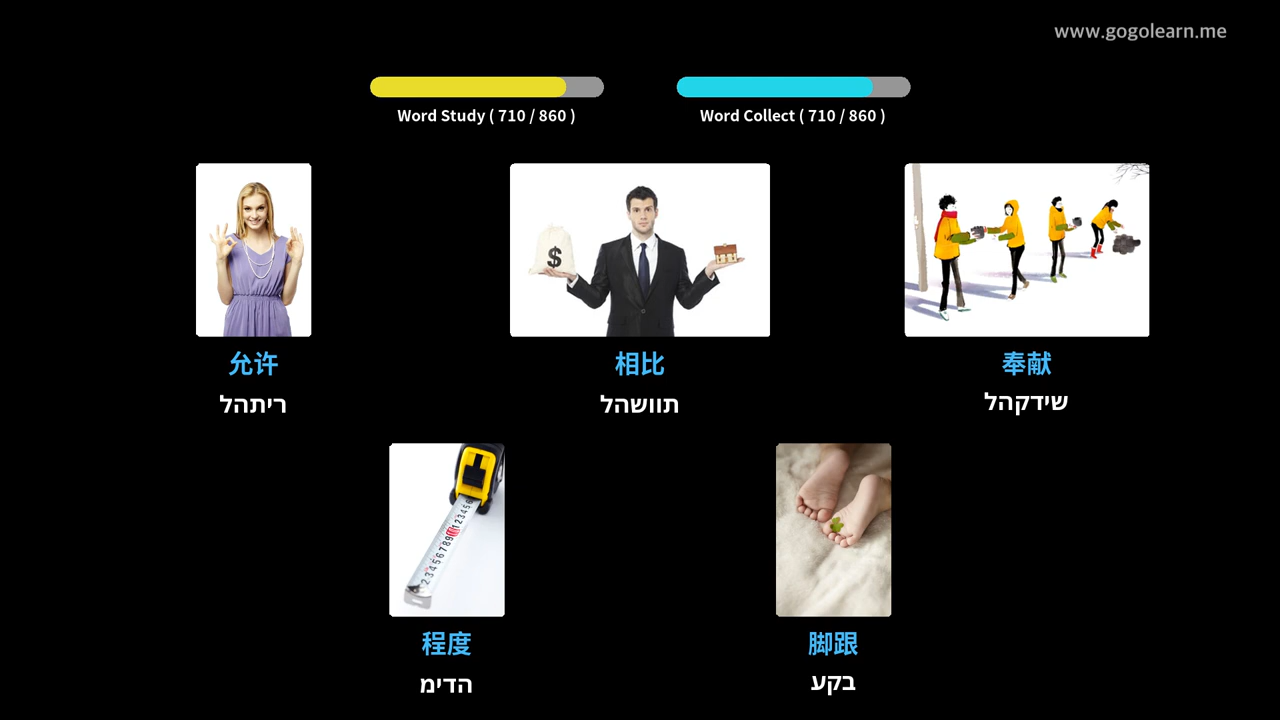 www.gogolearn.me
Word Study ( 710 / 860 )
Word Collect ( 710 / 860 )
允许
ריתהל
相比
תוושהל
奉献
שידקהל
程度
הדימ
脚跟
בקע